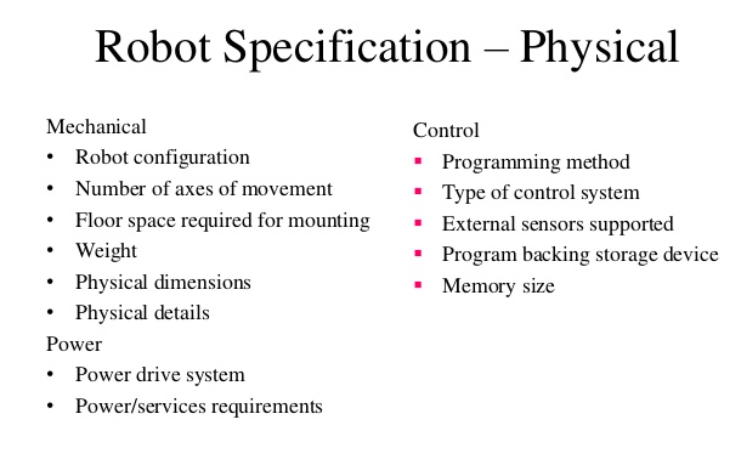 Robot Specification – Physical
Mechanical
• Robot configuration
• Number of axes of movement
• Floor space required for mounting
• Weight
• Physical dimensions
• Physical details
Power
• Power drive system
• Power/services requirements
Control
▪ Programming method
▪ Type of control system
▪ External sensors supported
▪ Program backing storage device
▪ Memory size